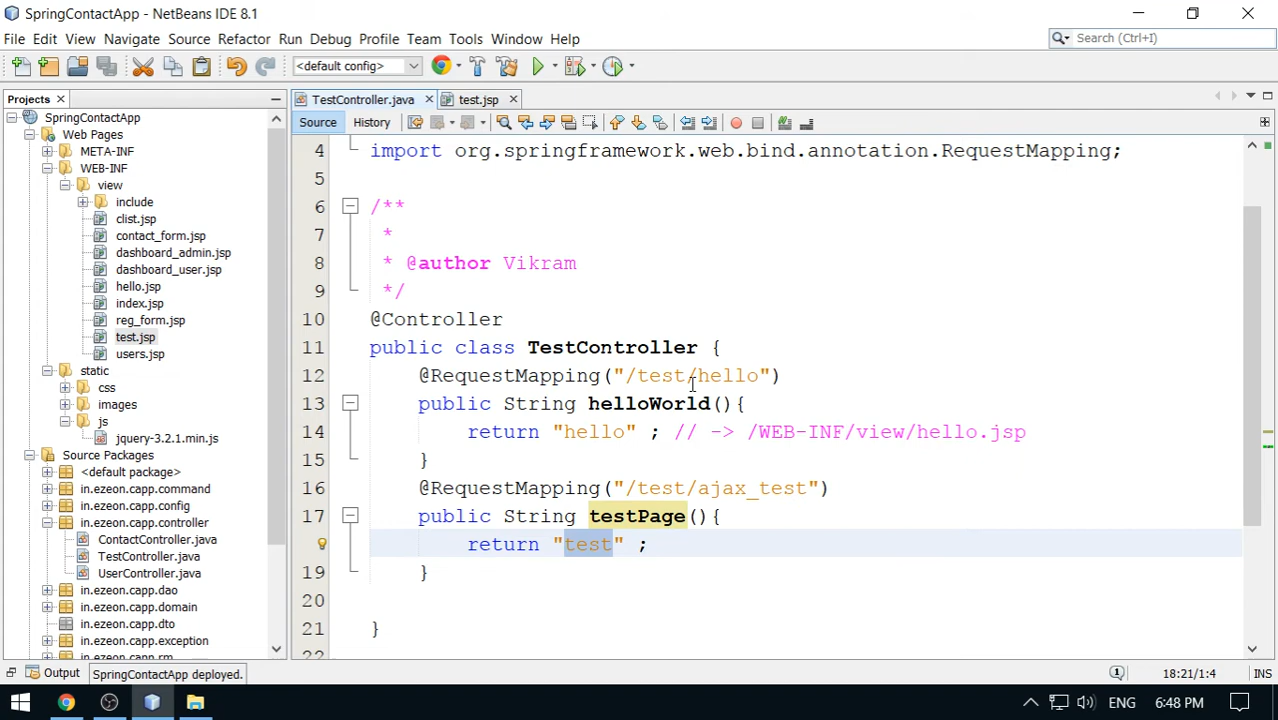 SpringContactApp - NetBeans IDE 8.1
File Edit View Navigate Source Refactor Run Debug Profile Team Tools Window Help
Search (Ctrl+I)
<default config>
Projects
TestController.java
test.jsp
Source
History
SpringContactApp
Web Pages
META-INF
WEB-INF
view
include
clist.jsp
contact_form.jsp
dashboard_admin.jsp
dashboard_user.jsp
hello.jsp
index.jsp
reg_form.jsp
test.jsp
users.jsp
static
css
images
js
jquery-3.2.1.min.js
Source Packages
<default package>
in.ezeon.capp.command
in.ezeon.capp.config
in.ezeon.capp.controller
ContactController.java
TestController.java
UserController.java
in.ezeon.capp.dao
in.ezeon.capp.domain
in.ezeon.capp.dto
in.ezeon.capp.exception
in.ezeon.capp.rm
4 import org.springframework.web.bind.annotation.RequestMapping;
5
6 /**
7 *
8 * @author Vikram
9 */
10 @Controller
11 public class TestController {
12 @RequestMapping("/test/hello")
13 public String helloWorld(){
14 return "hello" ; // -> /WEB-INF/view/hello.jsp
15 }
16 @RequestMapping("/test/ajax_test")
17 public String testPage(){
return "test" ;
19 }
20
21 }
22
Output
SpringContactApp deployed.
18:21/1:4
INS
ENG
6:48 PM